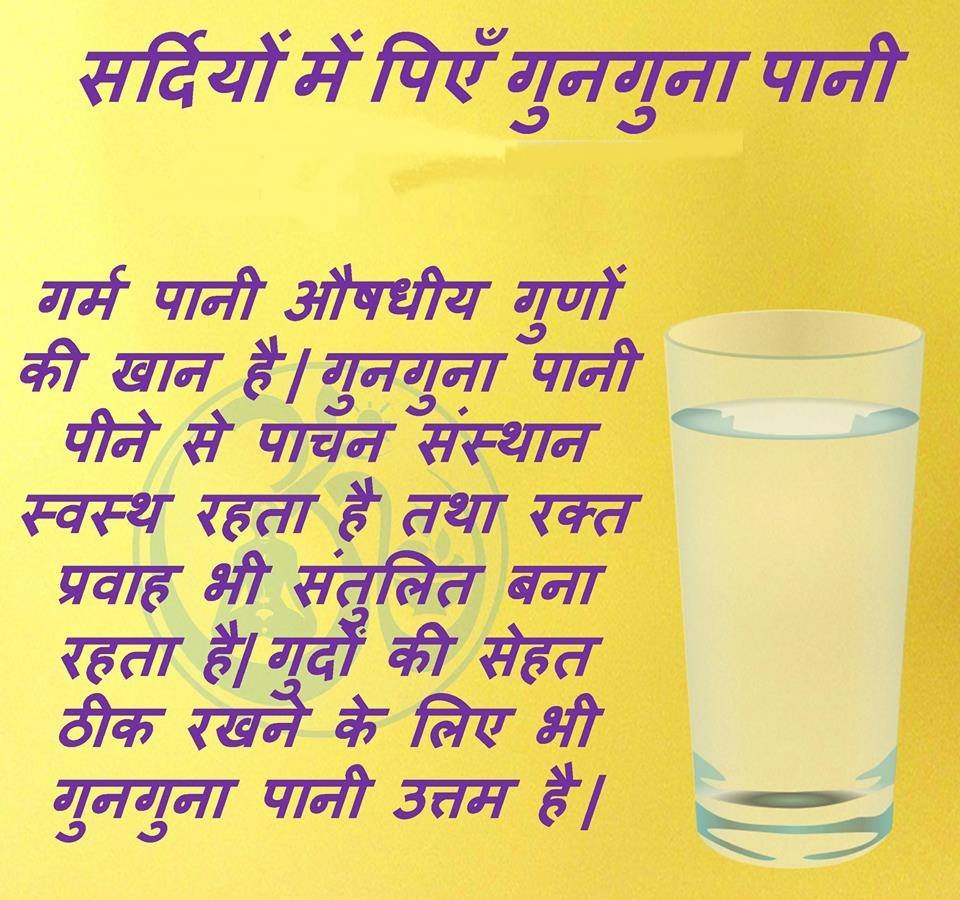 सर्दियों में पिएँ गुनगुना पानी
गर्म पानी औषधीय गुणों
की खान है| गुनगुना पानी
पीने से पाचन संस्थान
स्वस्थ रहता है तथा रक्त
प्रवाह भी संतुलित बना
रहता है| गुर्दों की सेहत
ठीक रखने के लिए भी
गुनगुना पानी उत्तम है|